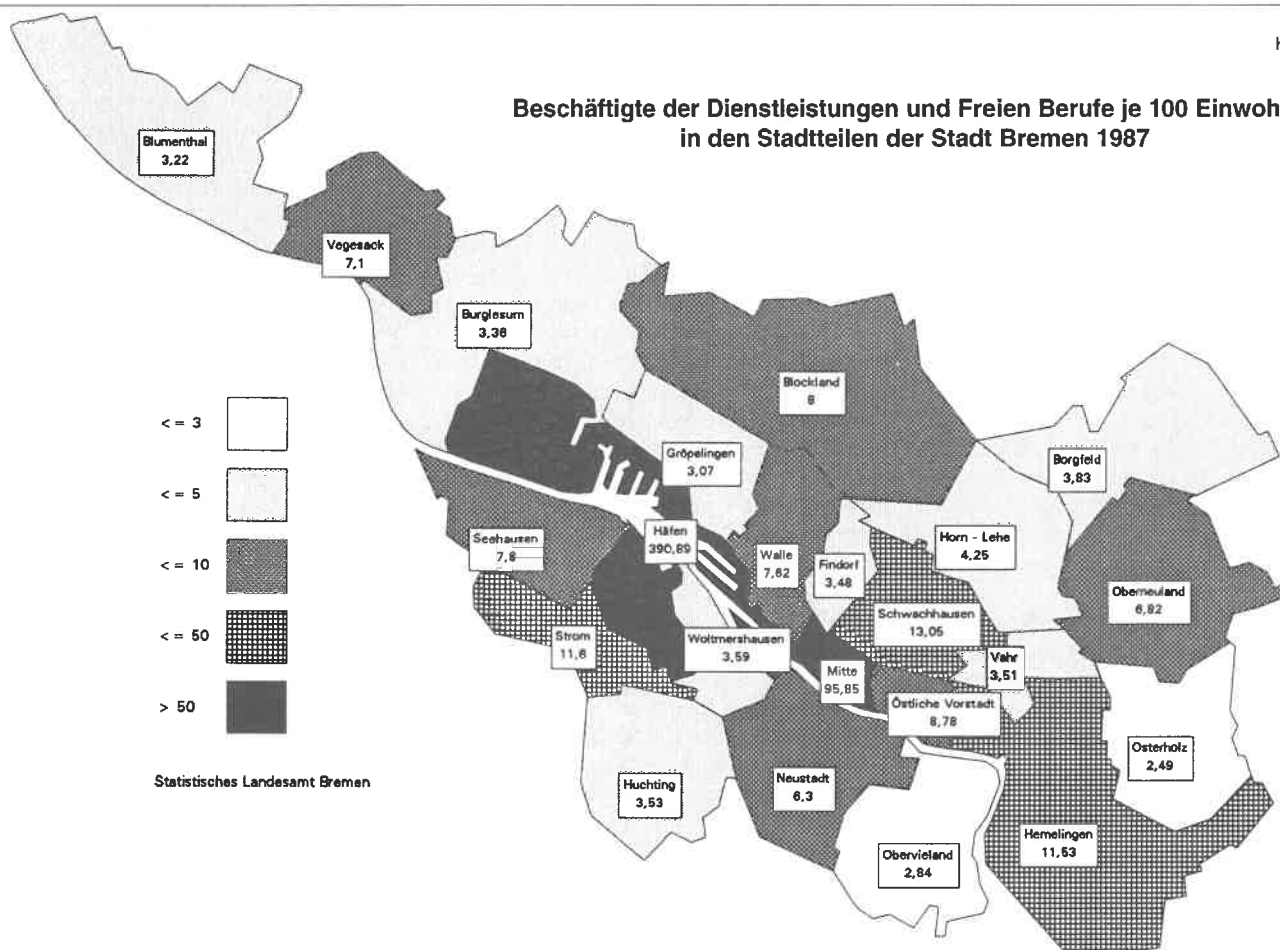 Beschäftigte der Dienstleistungen und Freien Berufe je 100 Einwoh
in den Stadtteilen der Stadt Bremen 1987
Blumenthal
3,22
Vegesack
7,1
Burglesum
3,36
Blockland
8
Gröpelingen
3,07
Borgfeld
3,83
Häfen
390,89
Seehausen
7,8
Walle
7,62
Findorf
3,48
Horn - Lehe
4,25
Oberneuland
6,82
Schwachhausen
13,05
Strom
11,6
Woltmershausen
3,59
Vahr
3,51
Mitte
95,85
Östliche Vorstadt
8,78
Osterholz
2,49
Huchting
3,53
Neustadt
6,3
Hemelingen
11,53
Obervieland
2,84
< = 3
< = 5
< = 10
< = 50
> 50
Statistisches Landesamt Bremen